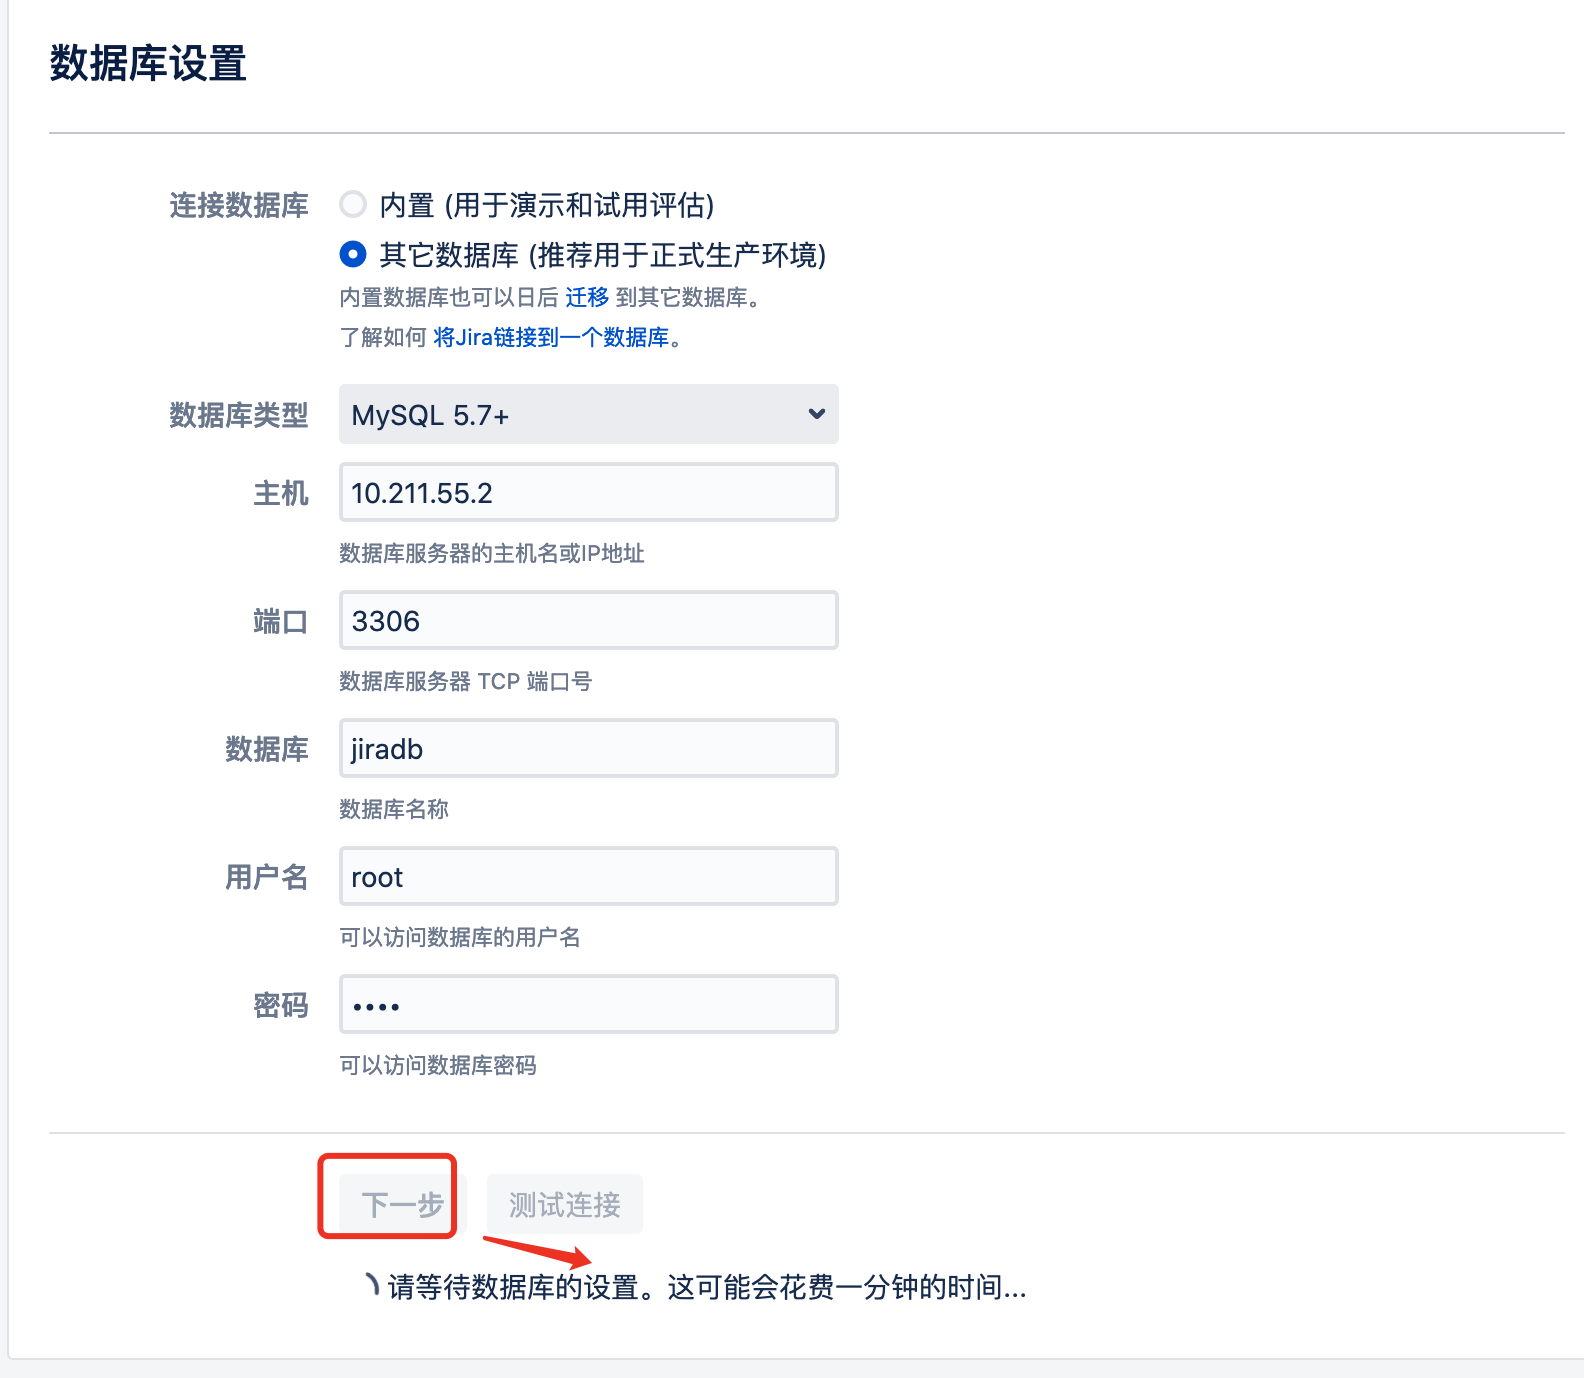 数据库设置
连接数据库
内置 (用于演示和试用评估)
其它数据库 (推荐用于正式生产环境)
内置数据库也可以日后 迁移 到其它数据库。
了解如何 将Jira链接到一个数据库。
数据库类型
MySQL 5.7+
主机
10.211.55.2
数据库服务器的主机名或IP地址
端口
3306
数据库服务器 TCP 端口号
数据库
jiradb
数据库名称
用户名
root
可以访问数据库的用户名
密码
••••
可以访问数据库密码
下一步 测试连接
请等待数据库的设置。这可能会花费一分钟的时间...